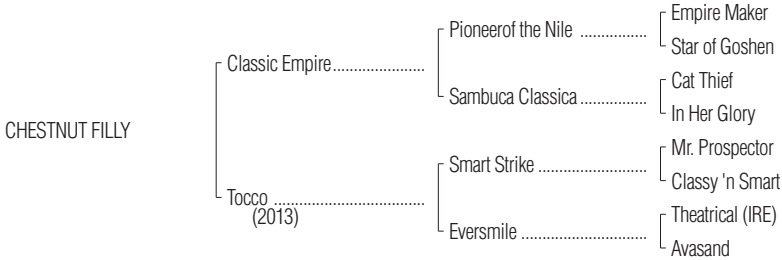 Empire Maker
Pioneerof the Nile ................
Star of Goshen
Classic Empire......................
Cat Thief
Sambuca Classica ................
In Her Glory
CHESTNUT FILLY
Mr. Prospector
Smart Strike ..........................
Classy 'n Smart
Tocco ....................................
(2013)
Theatrical (IRE)
Eversmile ..............................
Avasand